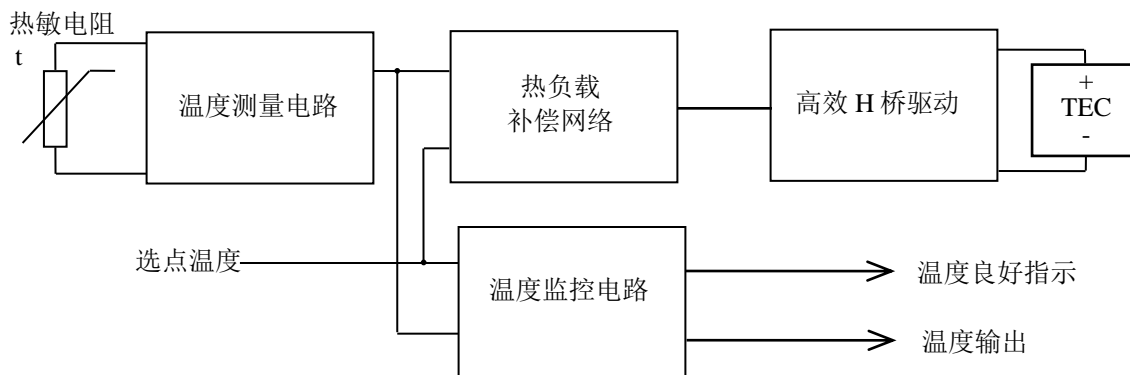 热敏电阻
t
温度测量电路
热负载
补偿网络
高效 H 桥驱动
+
TEC
-
选点温度
温度监控电路
温度良好指示
温度输出